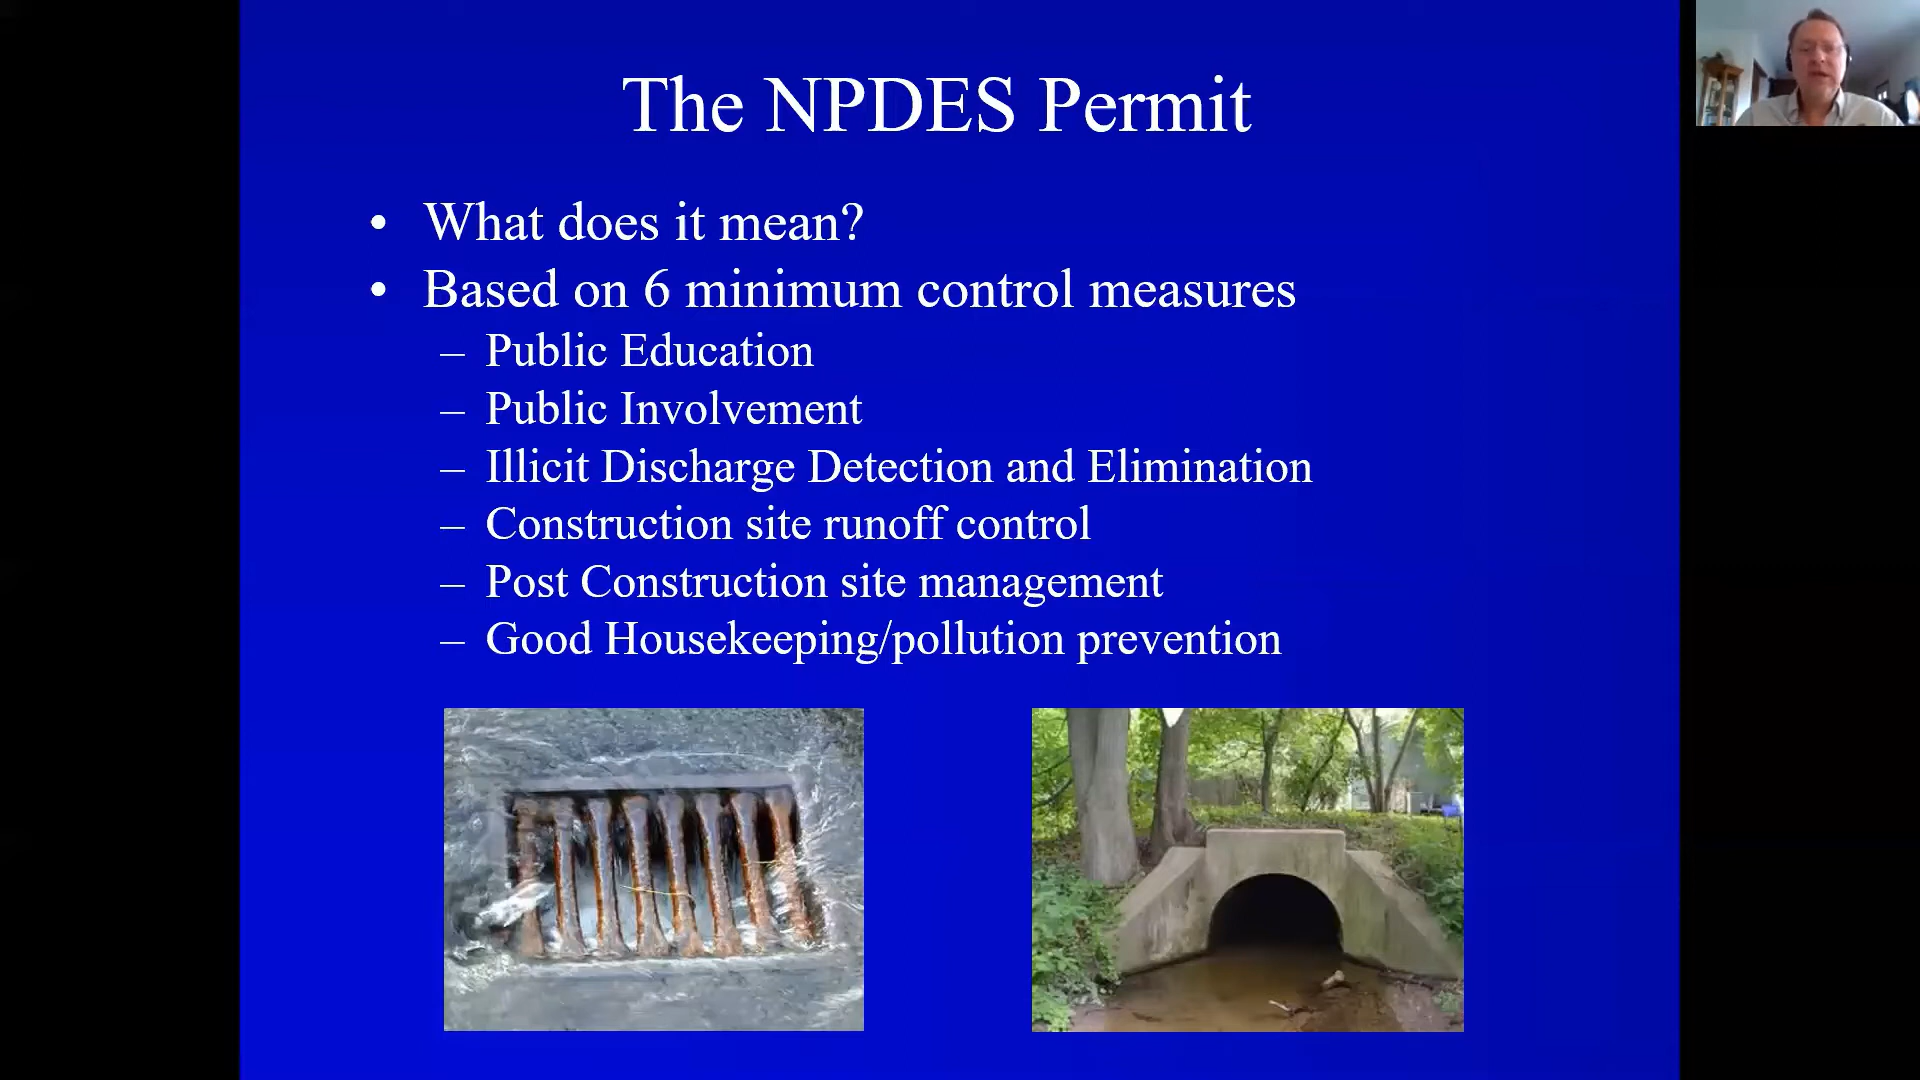 The NPDES Permit
• What does it mean?
• Based on 6 minimum control measures
– Public Education
– Public Involvement
– Illicit Discharge Detection and Elimination
– Construction site runoff control
– Post Construction site management
– Good Housekeeping/pollution prevention